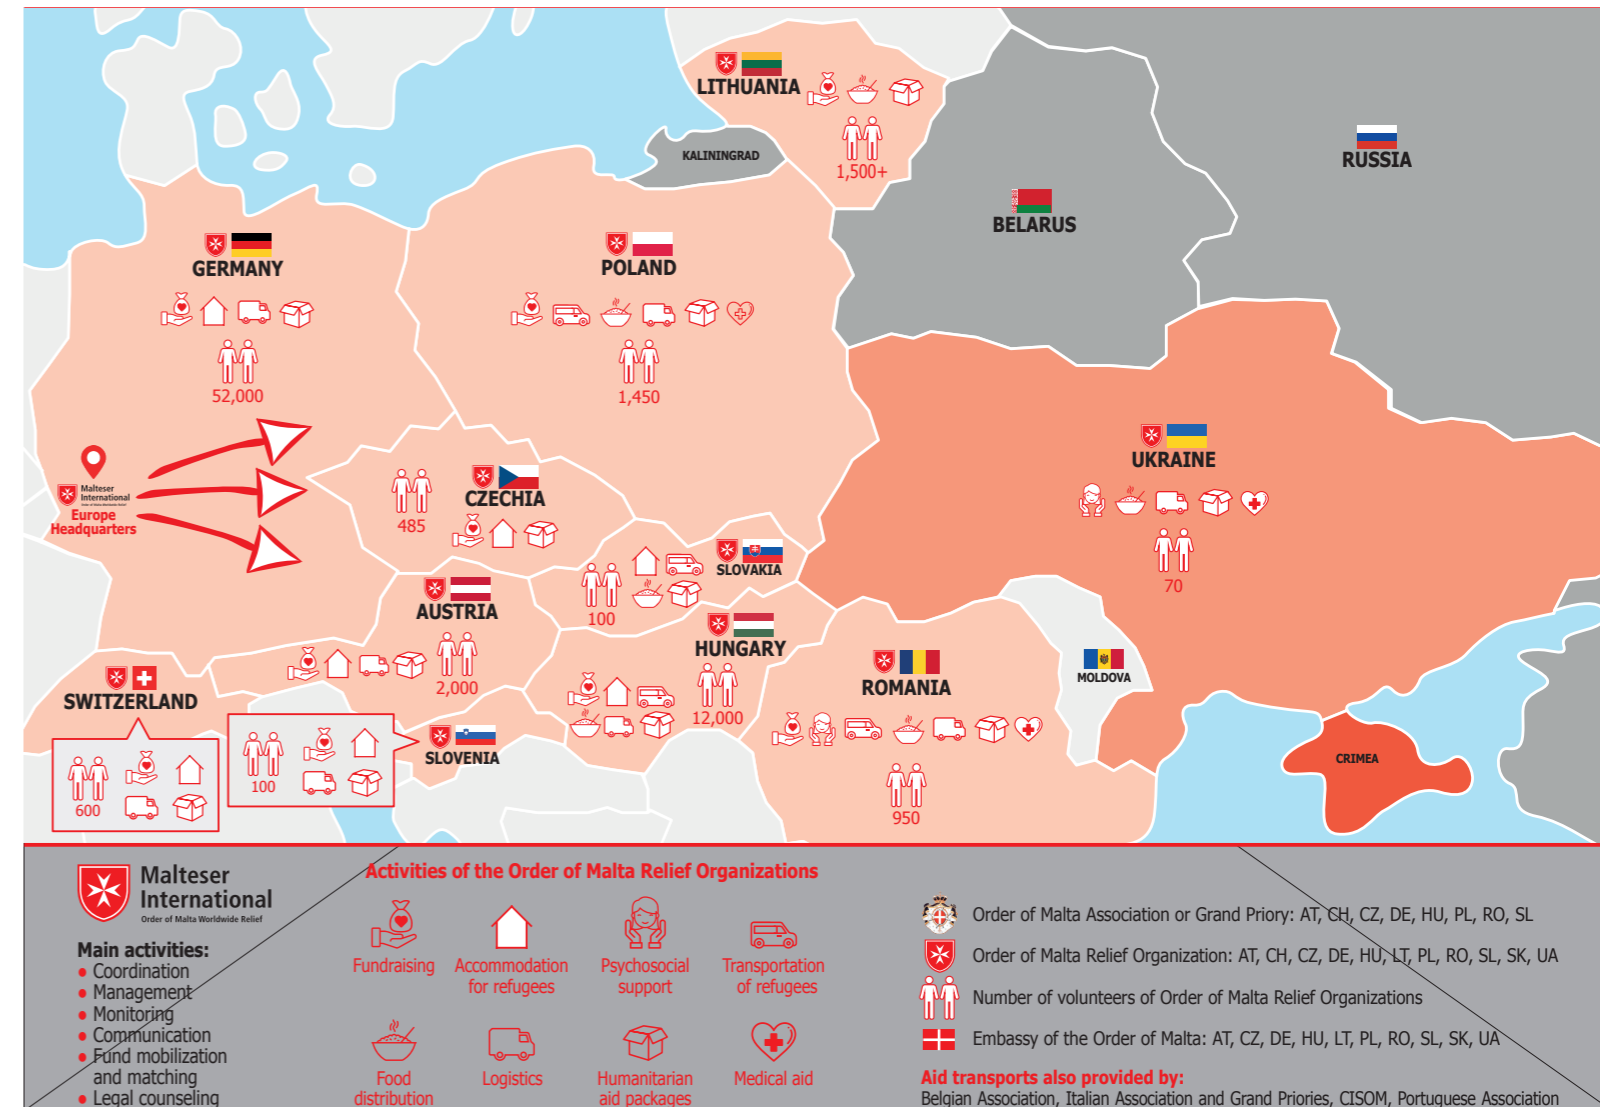 LITHUANIA
1,500+
KALININGRAD
RUSSIA
BELARUS
GERMANY
52,000
POLAND
1,450
Malteser
International
Order of Malta Worldwide Relief
Europe
Headquarters
CZECHIA
485
UKRAINE
70
SLOVAKIA
100
AUSTRIA
2,000
HUNGARY
12,000
ROMANIA
950
MOLDOVA
SWITZERLAND
600
SLOVENIA
100
CRIMEA
Malteser
International
Order of Malta Worldwide Relief
Main activities:
• Coordination
• Management
• Monitoring
• Communication
• Fund mobilization
and matching
• Legal counseling
Activities of the Order of Malta Relief Organizations
Fundraising
Accommodation
for refugees
Psychosocial
support
Transportation
of refugees
Food
distribution
Logistics
Humanitarian
aid packages
Medical aid
Order of Malta Association or Grand Priory: AT, CH, CZ, DE, HU, PL, RO, SL
Order of Malta Relief Organization: AT, CH, CZ, DE, HU, LT, PL, RO, SL, SK, UA
Number of volunteers of Order of Malta Relief Organizations
Embassy of the Order of Malta: AT, CZ, DE, HU, LT, PL, RO, SL, SK, UA
Aid transports also provided by:
Belgian Association, Italian Association and Grand Priories, CISOM, Portuguese Association